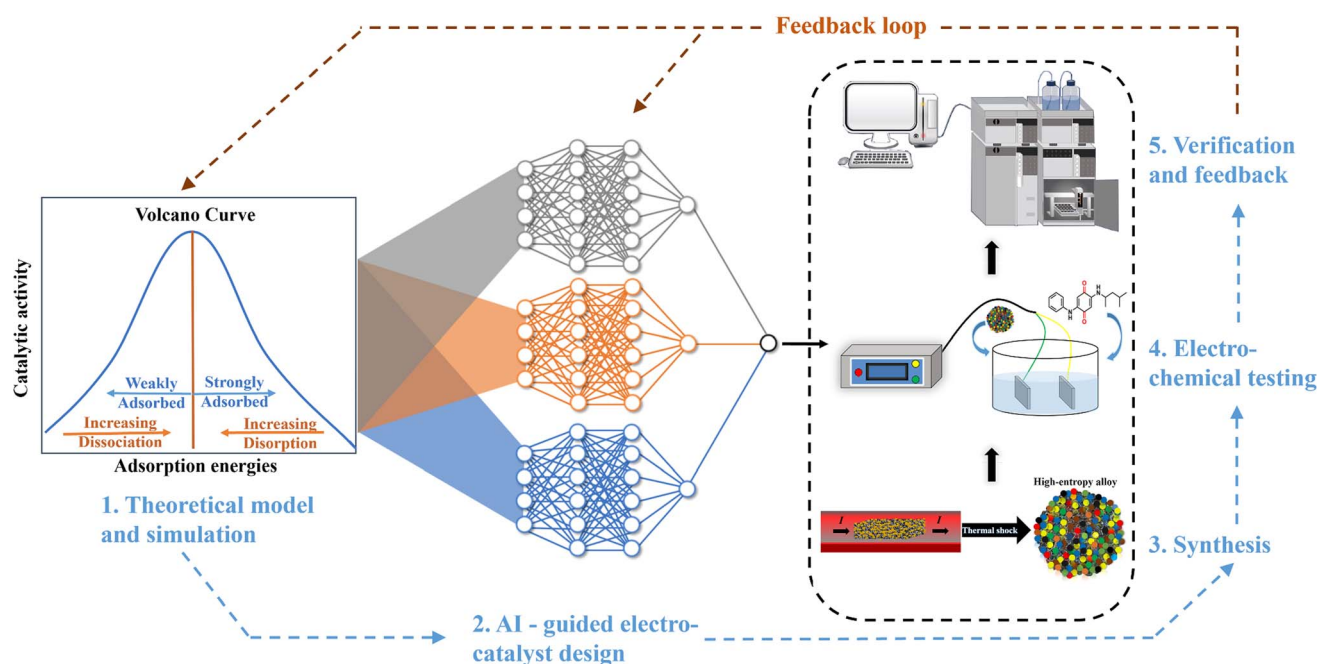 Feedback loop
5. Verification
and feedback
Volcano Curve
Catalytic activity
Weakly
Adsorbed
Strongly
Adsorbed
Increasing
Dissociation
Increasing
Disorption
Adsorption energies
1. Theoretical model
and simulation
2. AI - guided electro-
catalyst design
O
H
N
N
H
O
4. Electro-
chemical testing
High-entropy alloy
I
I
Thermal shock
3. Synthesis